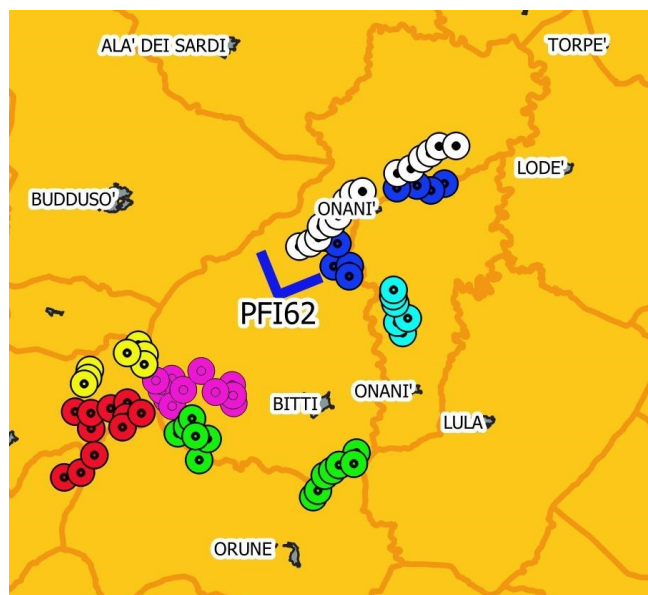 ALA' DEI SARDI
TORPE'
LODE'
BUDDUSO'
ONANI'
PFI62
ONANI'
BITTI
LULA
ORUNE